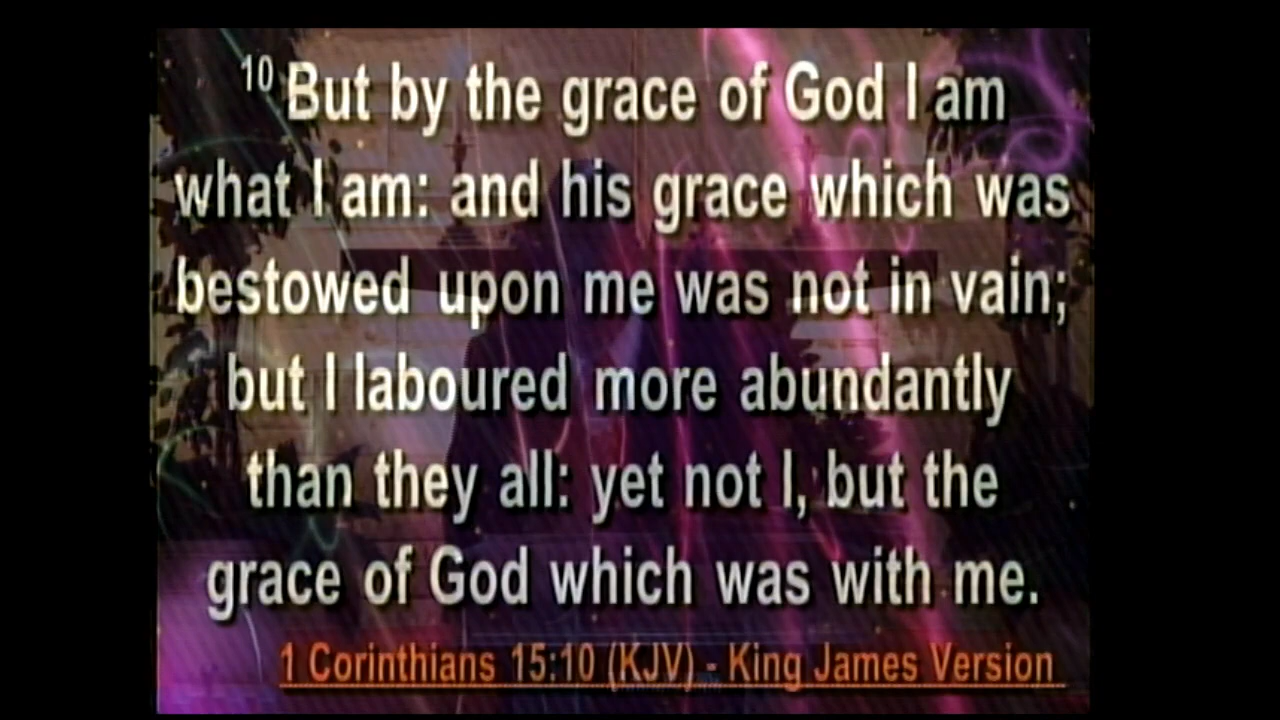 10 But by the grace of God I am
what I am: and his grace which was
bestowed upon me was not in vain;
but I laboured more abundantly
than they all: yet not I, but the
grace of God which was with me.
1 Corinthians 15:10 (KJV) - King James Version